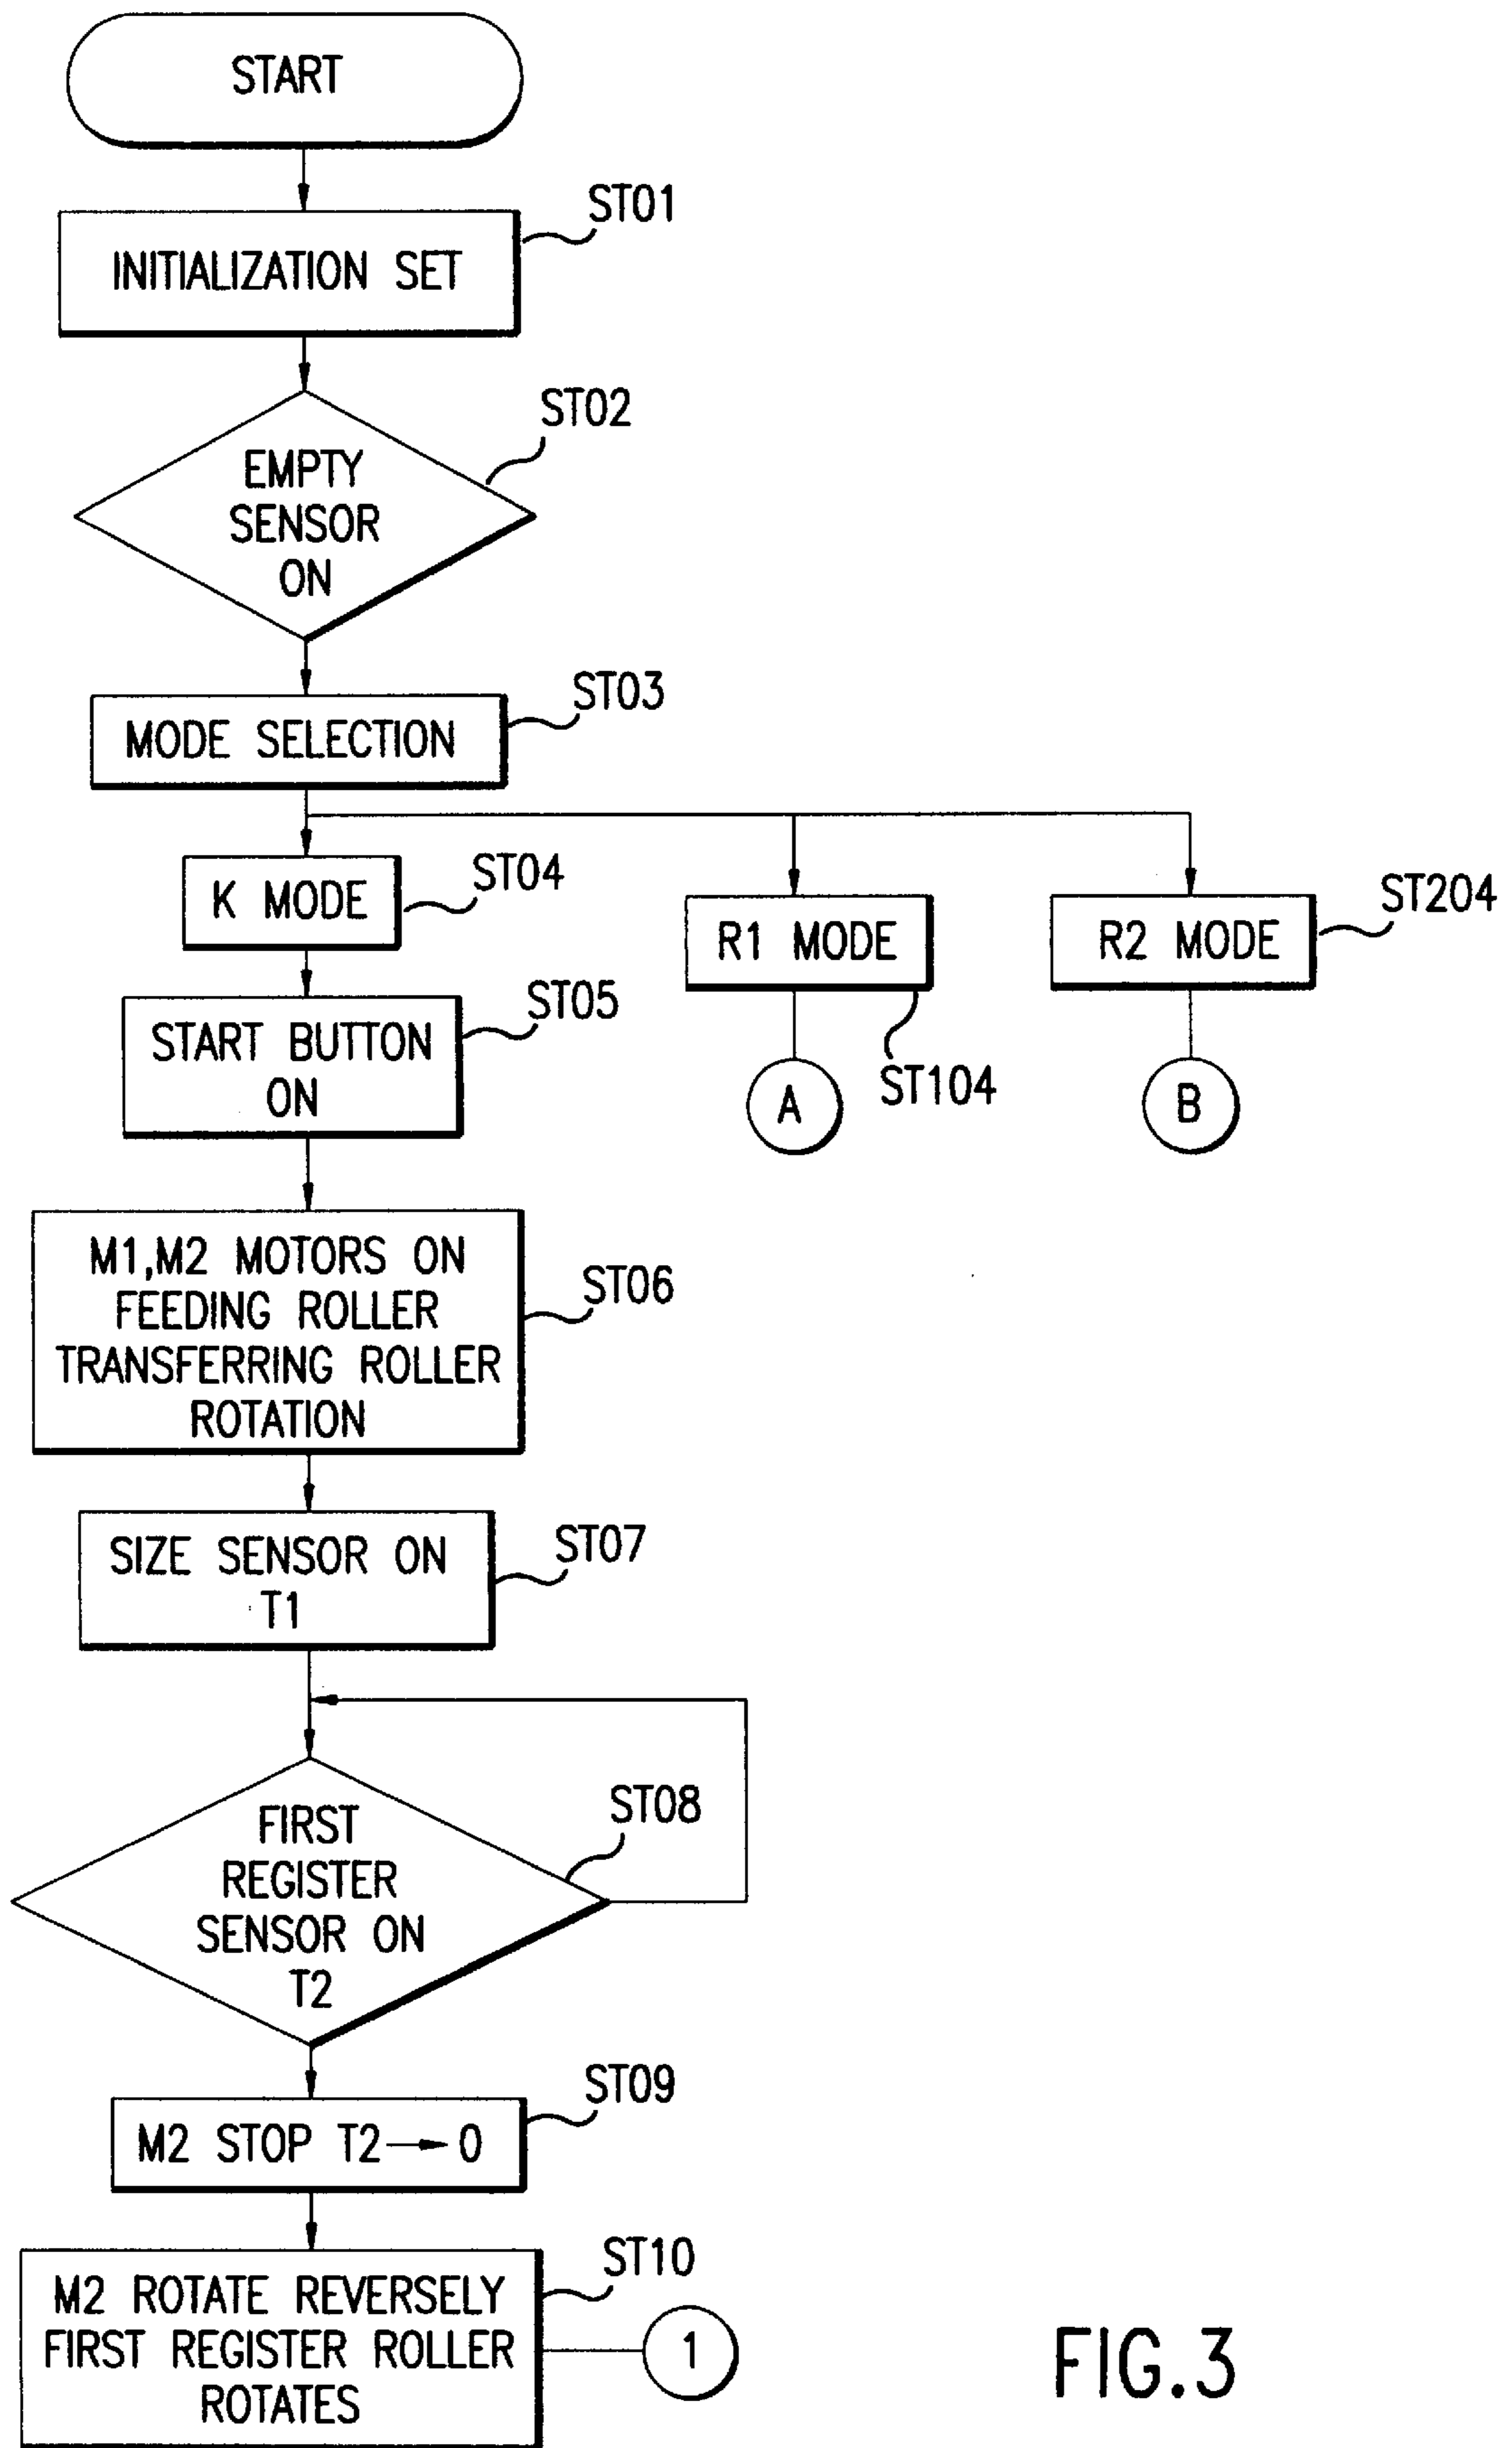 START
ST01
INITIALIZATION SET
ST02
EMPTY
SENSOR
ON
ST03
MODE SELECTION
ST04
K MODE
R1 MODE
ST104
R2 MODE
ST204
ST05
START BUTTON
ON
A
B
M1,M2 MOTORS ON
FEEDING ROLLER
TRANSFERRING ROLLER
ROTATION
ST06
SIZE SENSOR ON
T1
ST07
FIRST
REGISTER
SENSOR ON
T2
ST08
ST09
M2 STOP T2→0
ST10
M2 ROTATE REVERSELY
FIRST REGISTER ROLLER
ROTATES
1
FIG.3